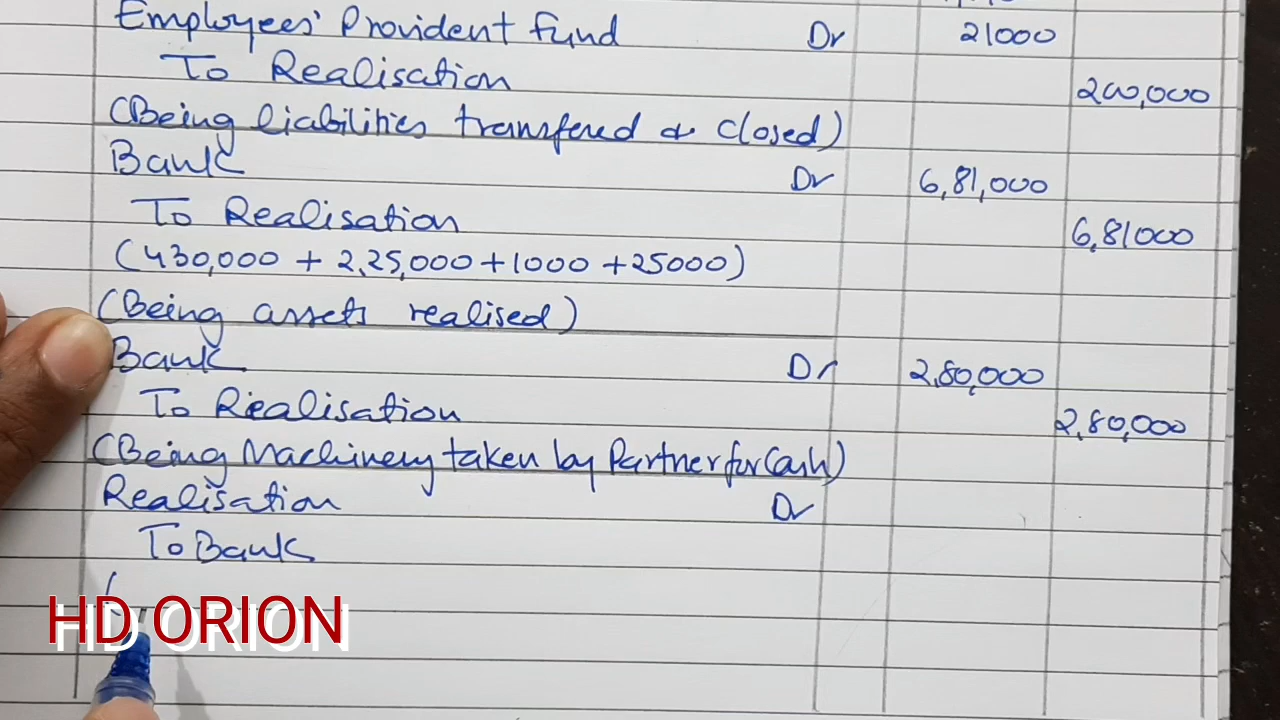 Employees' Provident Fund Dr 21000
To Realisation 200,000
(Being liabilities transfered & closed)
Bank Dr 6,81,000
To Realisation 6,81000
(430,000 + 2,25,000 + 1000 + 25000)
(Being assets realised)
Bank Dr 2,80,000
To Realisation 2,80,000
(Being Machinery taken by Partner for Cash)
Realisation Dr
To Bank
(
HD ORION